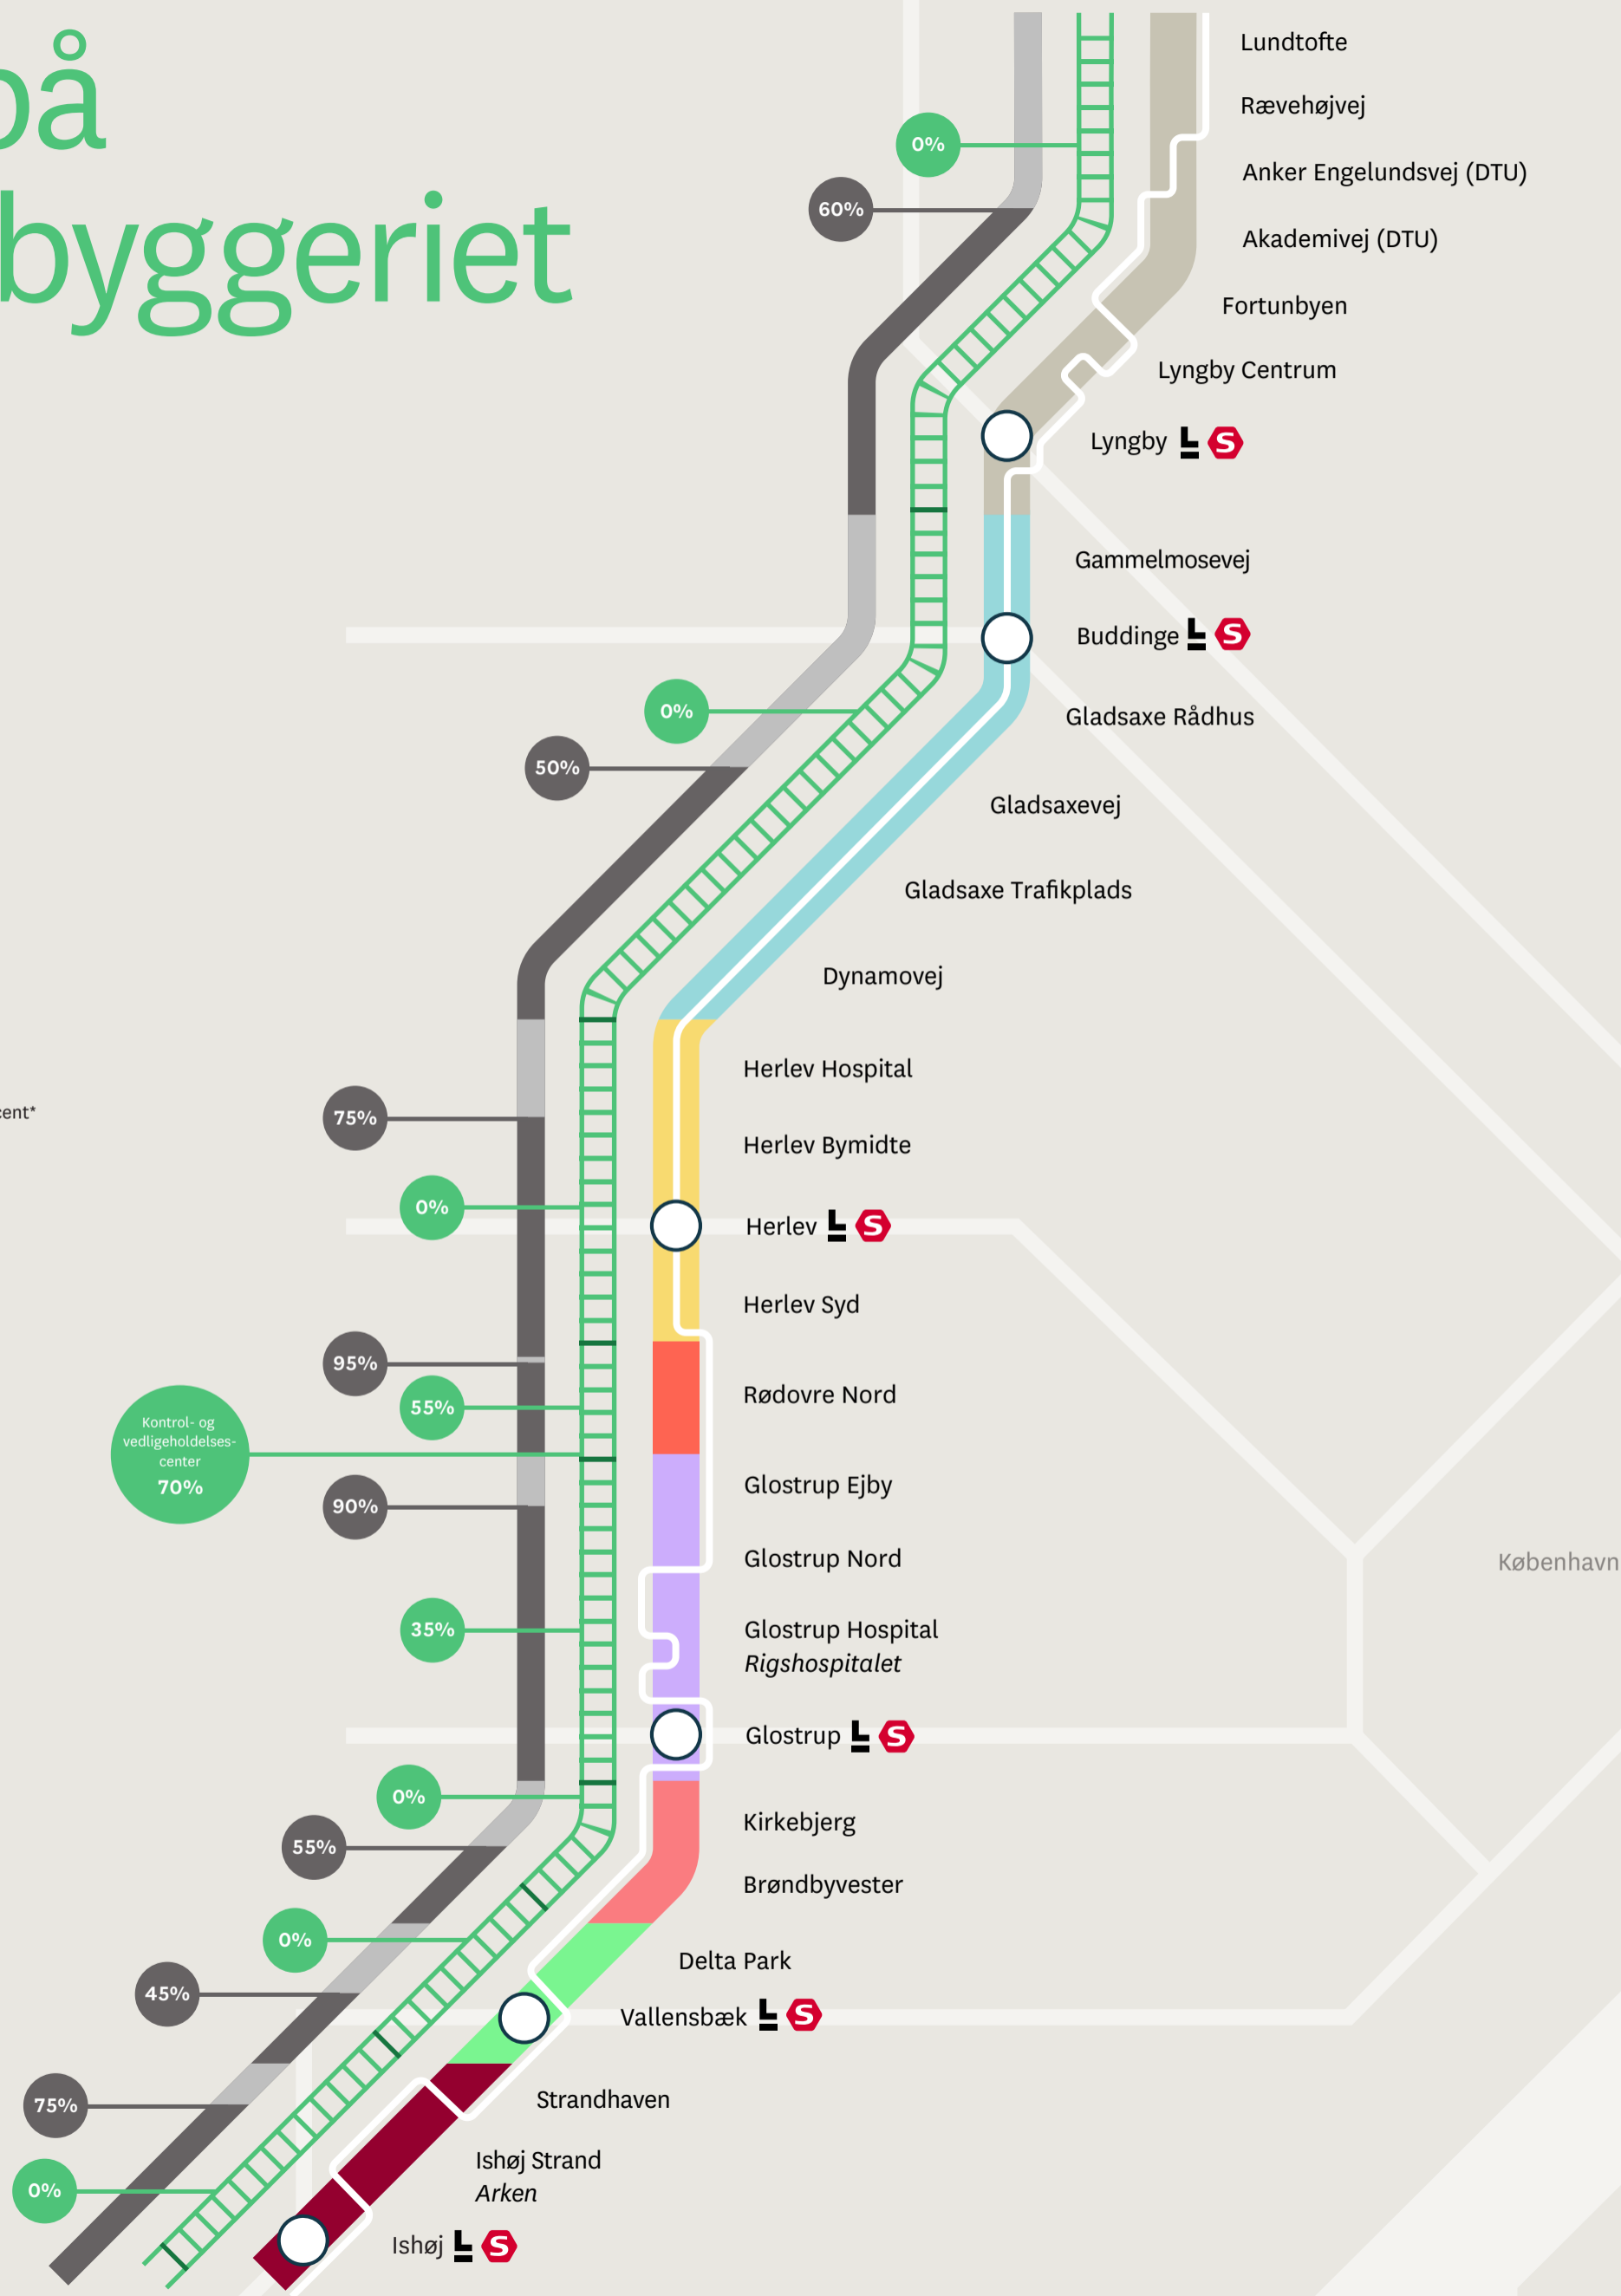 på
byggeriet
Lundtofte
Rævehøjvej
0%
Anker Engelundsvej (DTU)
60%
Akademivej (DTU)
Fortunbyen
Lyngby Centrum
Lyngby L S
Gammelmosevej
Buddinge L S
0%
Gladsaxe Rådhus
50%
Gladsaxevej
Gladsaxe Trafikplads
Dynamovej
Herlev Hospital
cent*
75%
Herlev Bymidte
0%
Herlev L S
Herlev Syd
95%
Rødovre Nord
55%
Kontrol- og
vedligeholdelses-
center
70%
Glostrup Ejby
90%
Glostrup Nord
København
35%
Glostrup Hospital
Rigshospitalet
Glostrup L S
0%
Kirkebjerg
55%
Brøndbyvester
0%
Delta Park
45%
Vallensbæk L S
75%
Strandhaven
Ishøj Strand
Arken
0%
Ishøj L S